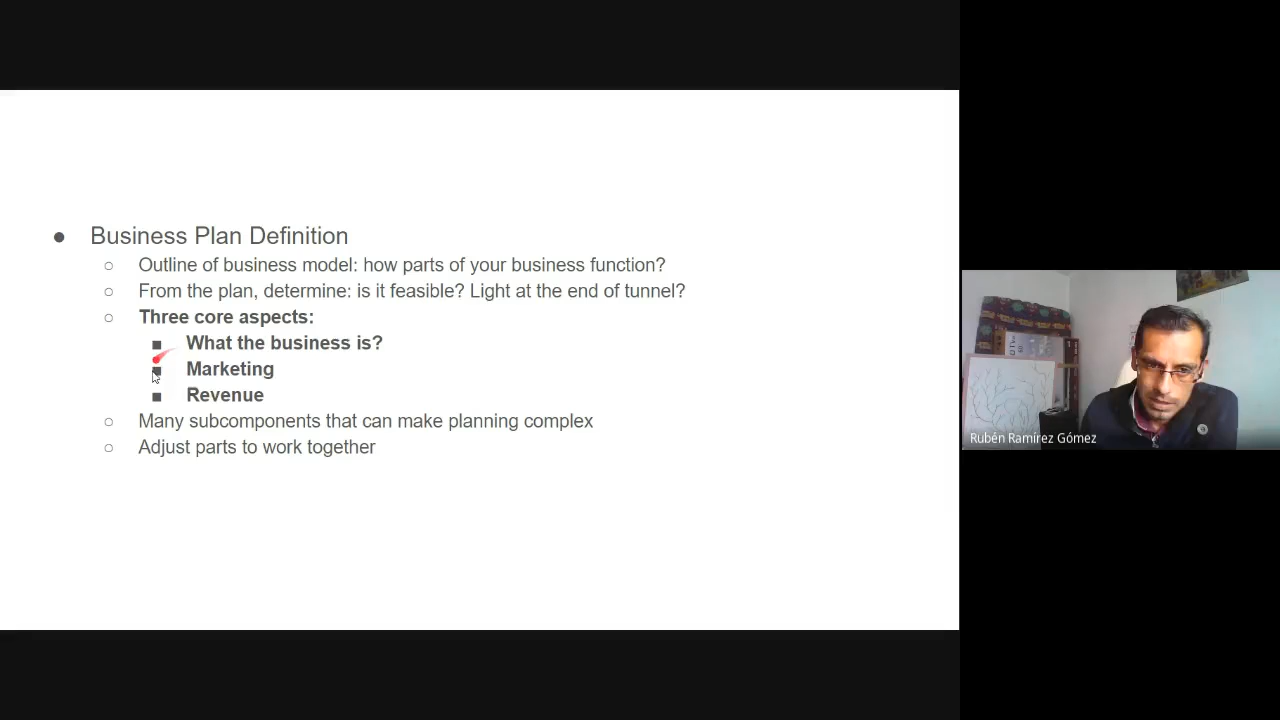 ● Business Plan Definition
○ Outline of business model: how parts of your business function?
○ From the plan, determine: is it feasible? Light at the end of tunnel?
○ Three core aspects:
■ What the business is?
■ Marketing
■ Revenue
○ Many subcomponents that can make planning complex
○ Adjust parts to work together
Rubén Ramírez Gómez